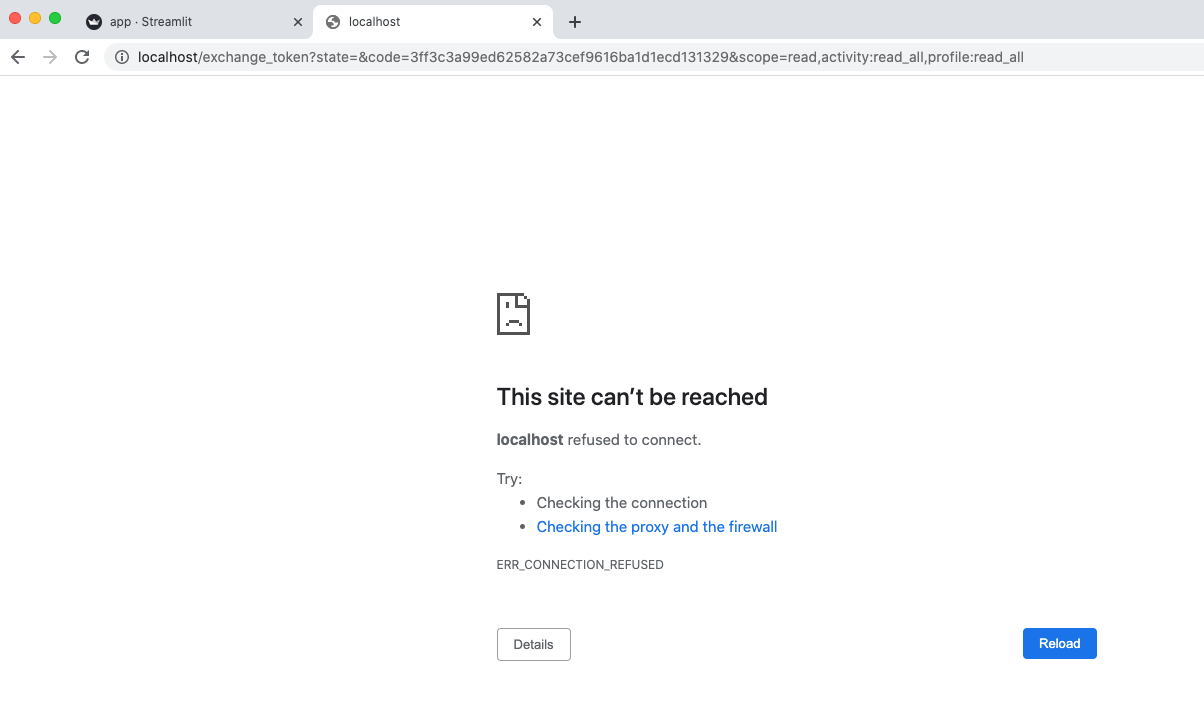 app · Streamlit
localhost
localhost/exchange_token?state=&code=3ff3c3a99ed62582a73cef9616ba1d1ecd131329&scope=read,activity:read_all,profile:read_all
This site can’t be reached
localhost refused to connect.
Try:
• Checking the connection
• Checking the proxy and the firewall
ERR_CONNECTION_REFUSED
Details
Reload